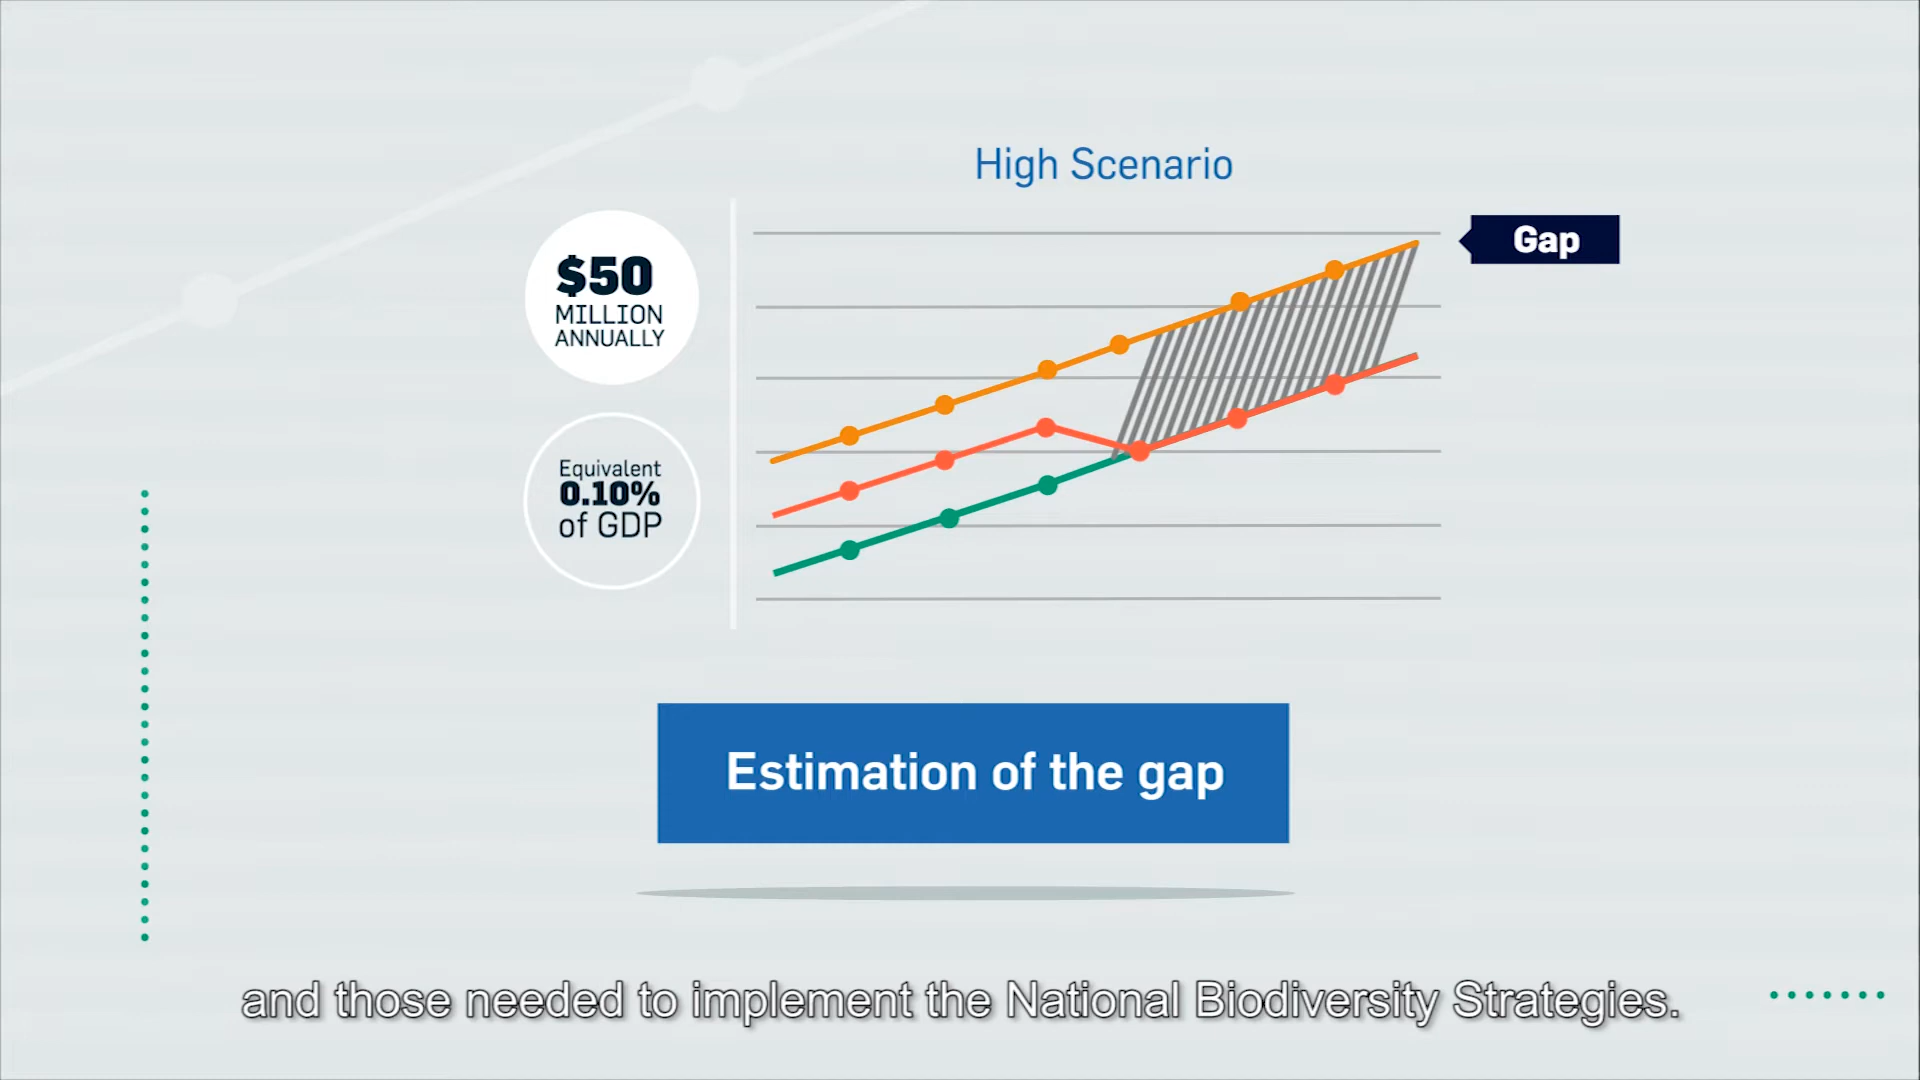 High Scenario
$50
MILLION
ANNUALLY
Gap
Equivalent
0.10%
of GDP
Estimation of the gap
and those needed to implement the National Biodiversity Strategies.